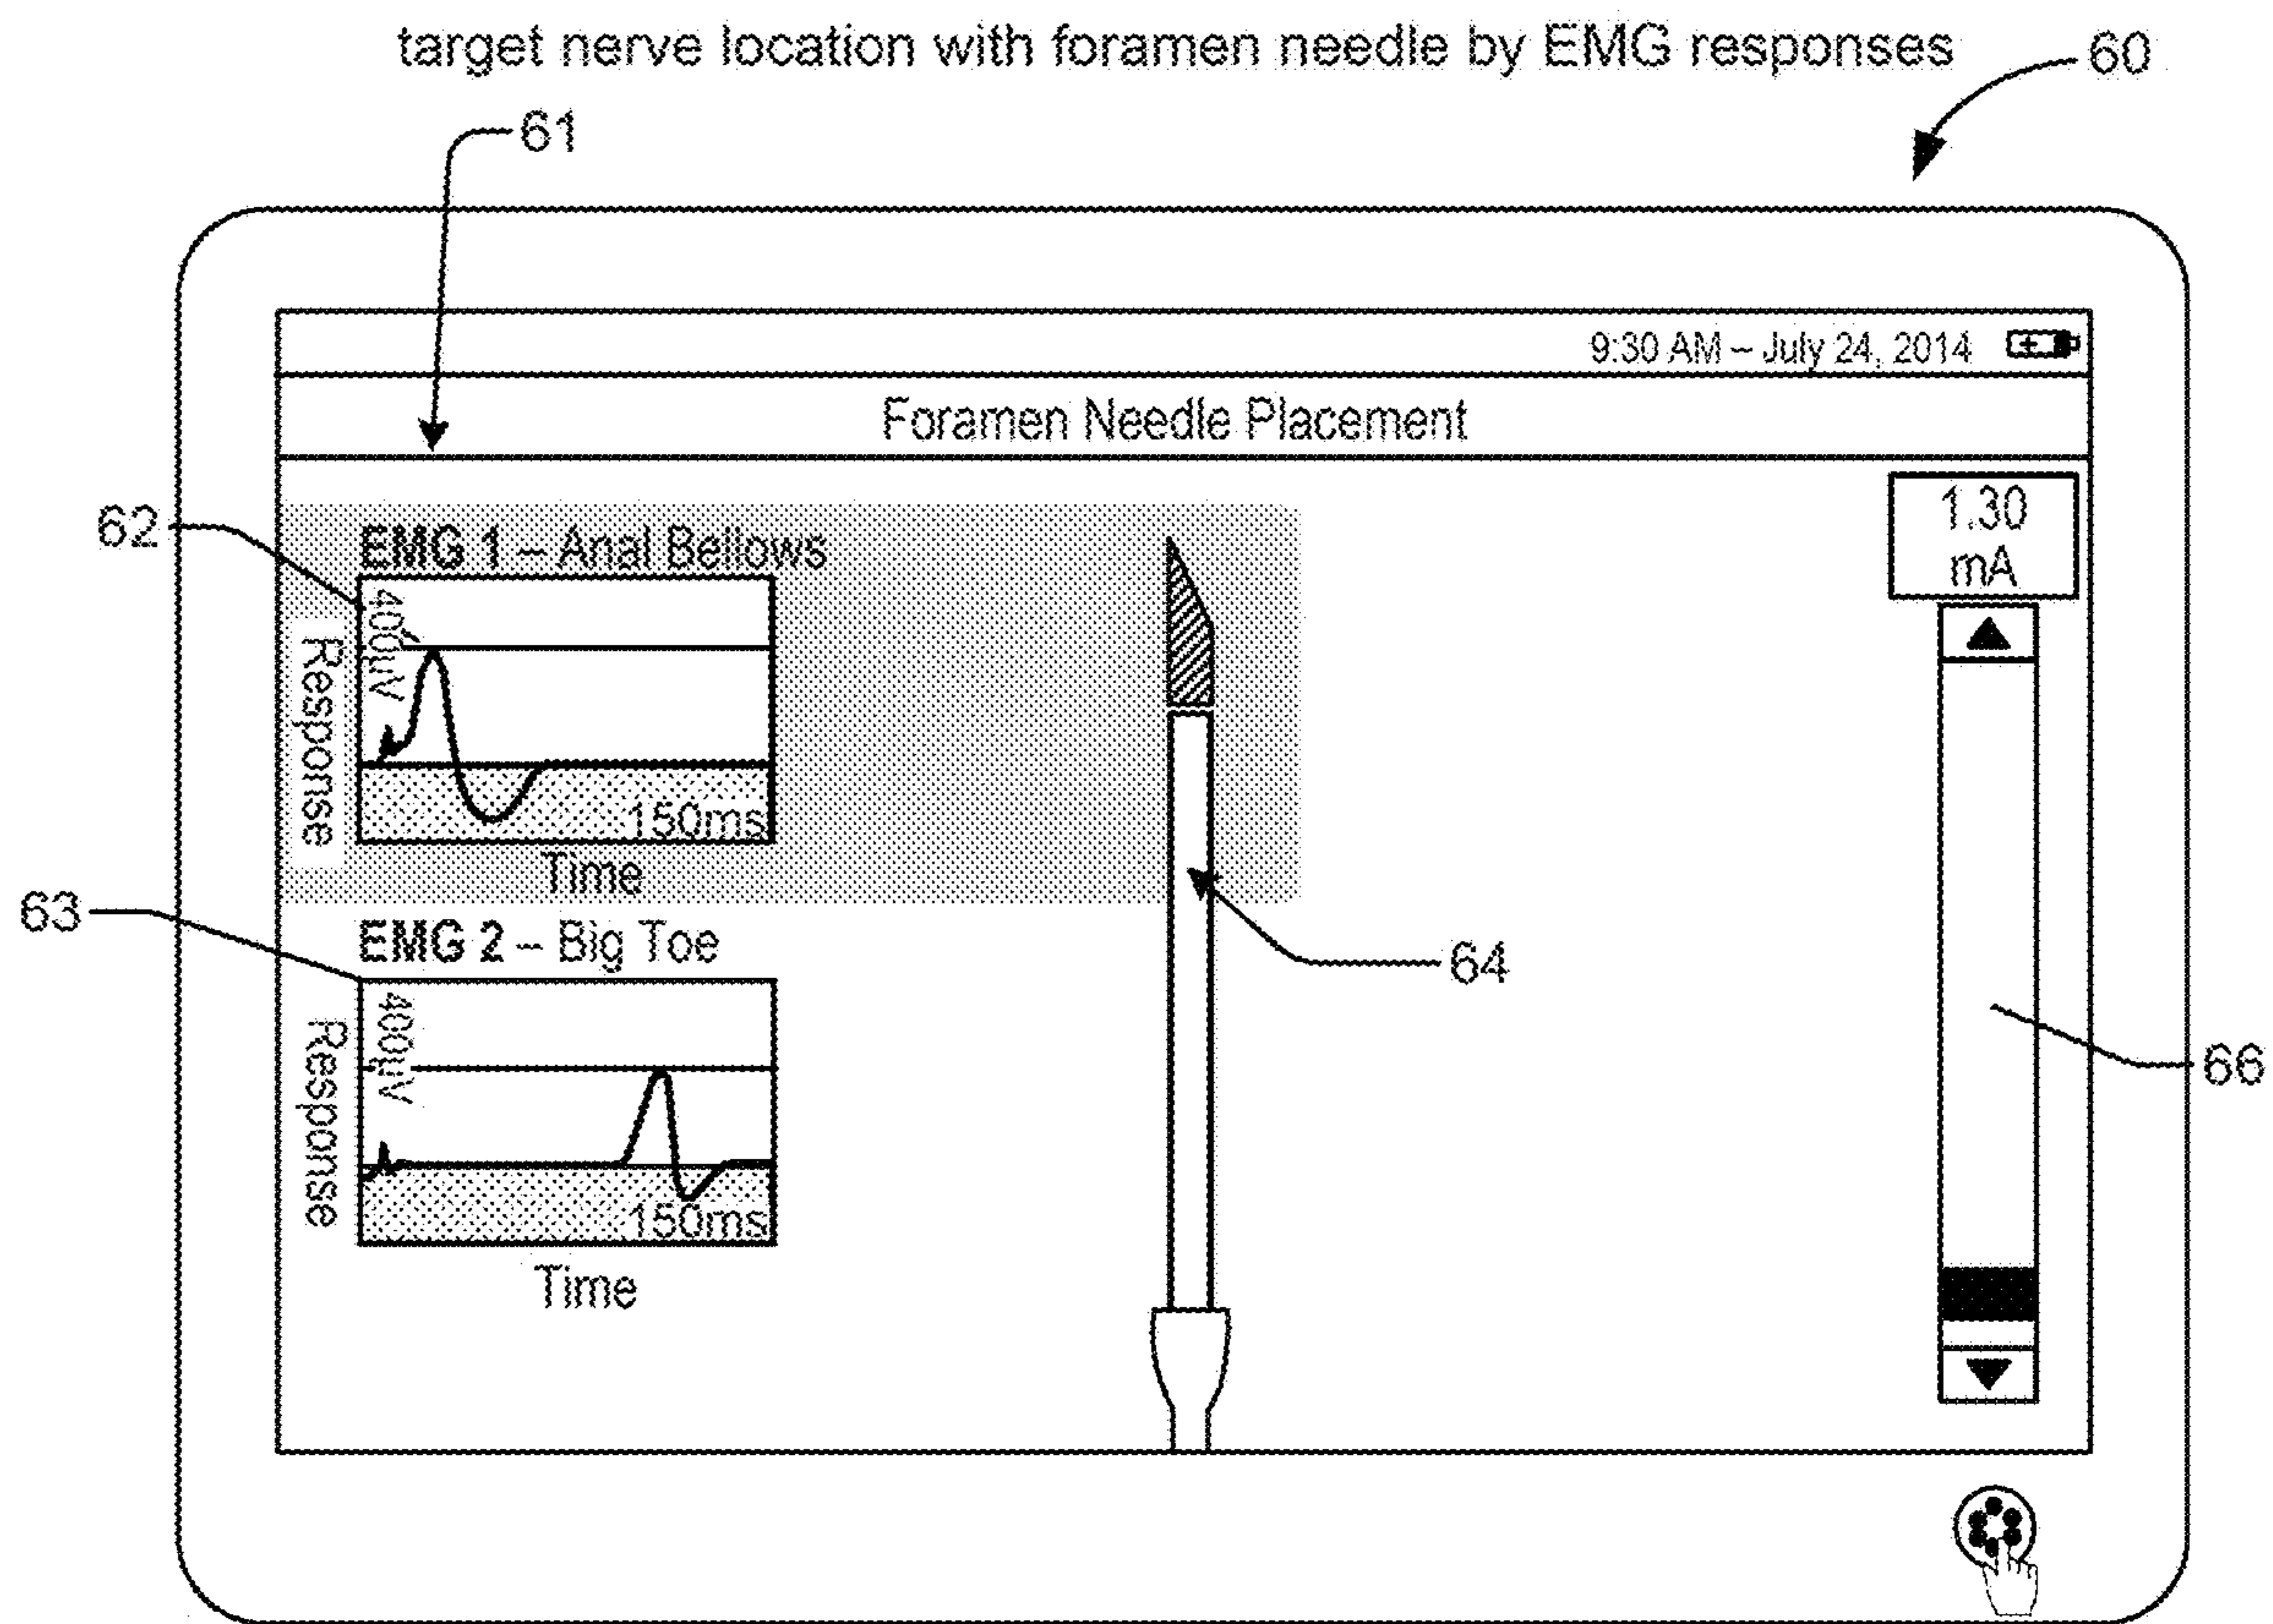 target nerve location with foramen needle by EMG responses
60
61
9:30 AM – July 24, 2014
Foramen Needle Placement
1.30
mA
62
EMG 1 – Anal Bellows
400µV
Response
150ms
Time
63
EMG 2 – Big Toe
400µV
Response
150ms
Time
64
66